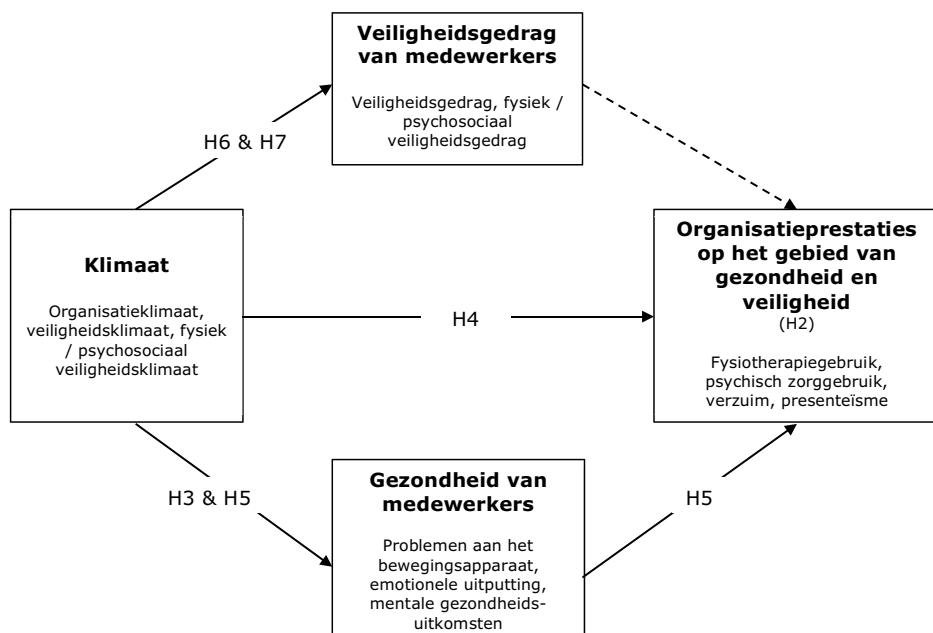 Veiligheidsgedrag
van medewerkers
Veiligheidsgedrag, fysiek /
psychosociaal
veiligheidsgedrag
H6 & H7
Klimaat
Organisatieklimaat,
veiligheidsklimaat, fysiek
/ psychosociaal
veiligheidsklimaat
H4
Organisatieprestaties
op het gebied van
gezondheid en
veiligheid
(H2)
Fysiotherapiegebruik,
psychisch zorggebruik,
verzuim, presenteïsme
H3 & H5
Gezondheid van
medewerkers
Problemen aan het
bewegingsapparaat,
emotionele uitputting,
mentale gezondheids-
uitkomsten
H5